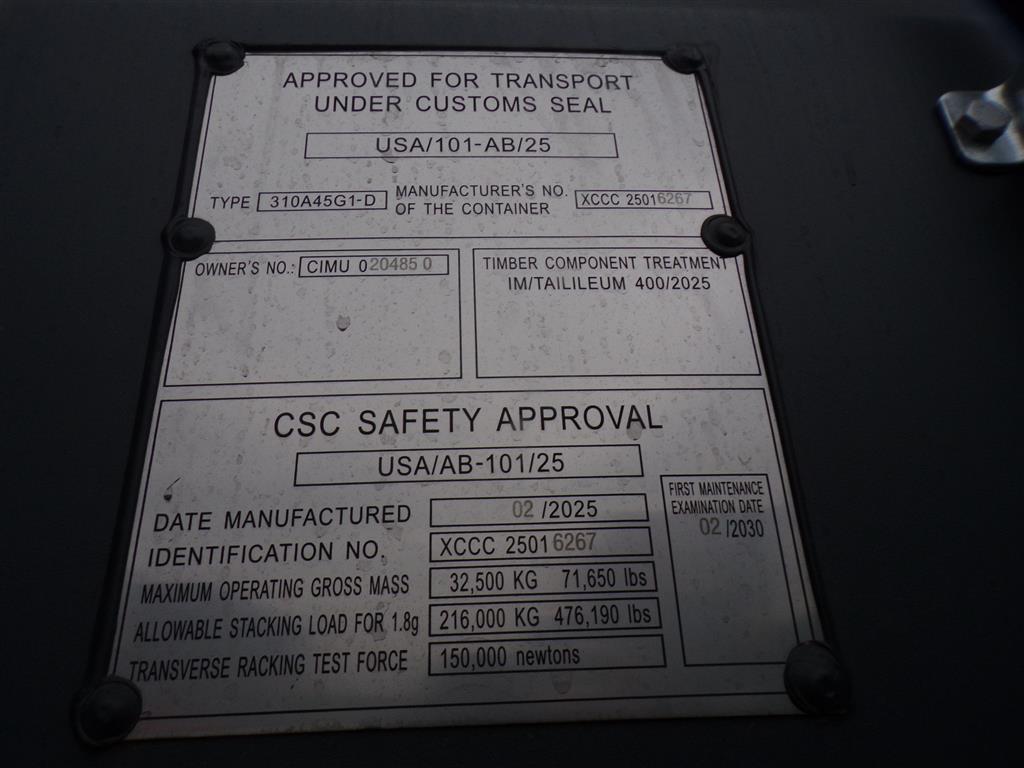 APPROVED FOR TRANSPORT
UNDER CUSTOMS SEAL
USA/101-AB/25
TYPE 310A45G1-D MANUFACTURER'S NO. OF THE CONTAINER XCCC 25016267
OWNER'S NO.: CIMU 020485 0
TIMBER COMPONENT TREATMENT
IM/TAILILEUM 400/2025
CSC SAFETY APPROVAL
USA/AB-101/25
DATE MANUFACTURED 02 /2025
IDENTIFICATION NO. XCCC 25016267
MAXIMUM OPERATING GROSS MASS 32,500 KG 71,650 lbs
ALLOWABLE STACKING LOAD FOR 1.8g 216,000 KG 476,190 lbs
TRANSVERSE RACKING TEST FORCE 150,000 newtons
FIRST MAINTENANCE
EXAMINATION DATE
02 /2030